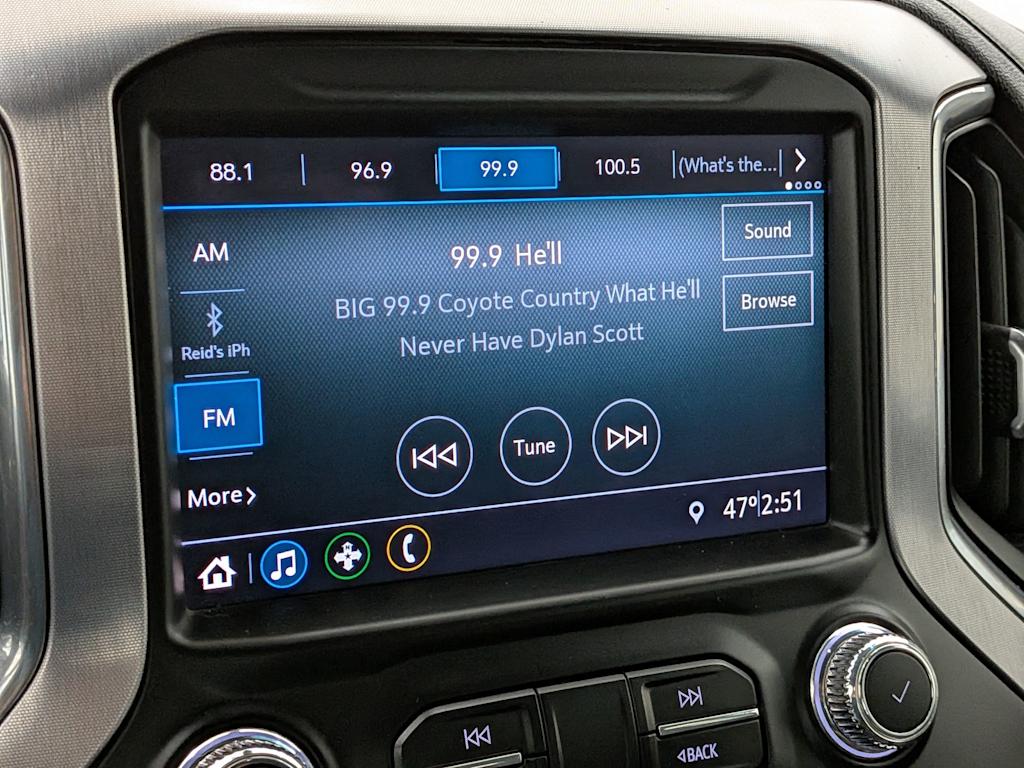 88.1 96.9 99.9 100.5 (What's the...
AM
99.9 He'll
Sound
BIG 99.9 Coyote Country What He'll
Never Have Dylan Scott
Browse
Reid's iPh
FM
Tune
More
47° 2:51
N
BACK